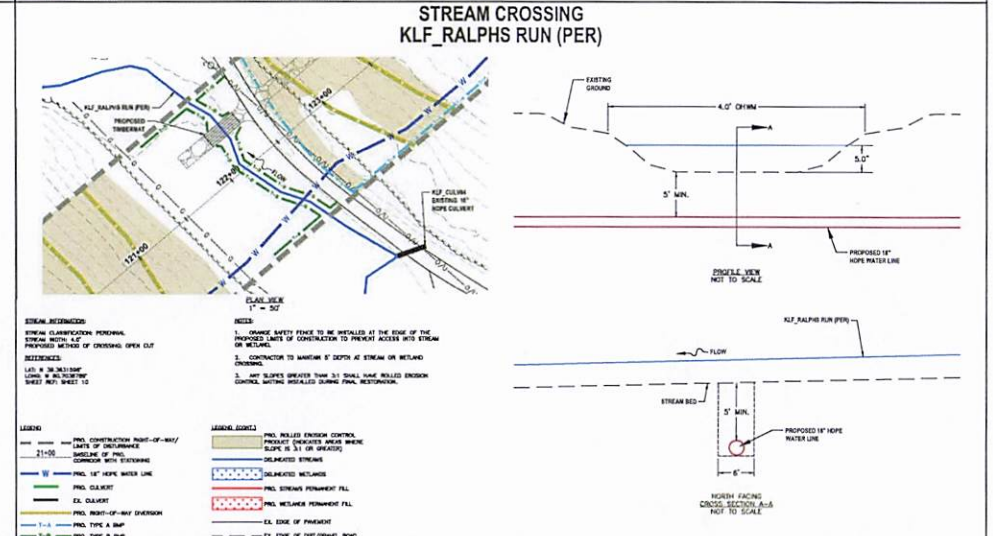 STREAM CROSSING
KLF_RALPHS RUN (PER)
KLF_RALPHS RUN (PER)
PROPOSED
TIMBERMAT
FLOW
121+00
122+00
123+00
W
W
W
W
KLF_CULV##
EXISTING 18"
HDPE CULVERT
PLAN VIEW
1" = 50'
EXISTING
GROUND
4.0' OHWM
A
5.0"
5' MIN.
A
PROPOSED 18"
HDPE WATER LINE
PROFILE VIEW
NOT TO SCALE
STREAM INFORMATION:
STREAM CLASSIFICATION: PERENNIAL
STREAM WIDTH: 4.0'
PROPOSED METHOD OF CROSSING: OPEN CUT
REFERENCES:
SHEET REF: SHEET 10
NOTES:
1. ORANGE SAFETY FENCE TO BE INSTALLED AT THE EDGE OF THE
PROPOSED LIMITS OF CONSTRUCTION TO PREVENT ACCESS INTO STREAM
OR WETLAND.
2. CONTRACTOR TO MAINTAIN 5' DEPTH AT STREAM OR WETLAND
CROSSING.
3. ANY SLOPES GREATER THAN 3:1 SHALL HAVE ROLLED EROSION
CONTROL MATTING INSTALLED DURING FINAL RESTORATION.
KLF_RALPHS RUN (PER)
FLOW
STREAM BED
5' MIN.
PROPOSED 18" HDPE
WATER LINE
6'
NORTH FACING
CROSS SECTION A-A
NOT TO SCALE
LEGEND
PRO. CONSTRUCTION RIGHT-OF-WAY/
LIMITS OF DISTURBANCE
21+00 BASELINE OF PRO.
CORRIDOR WITH STATIONING
W PRO. 18" HDPE WATER LINE
PRO. CULVERT
EX. CULVERT
PRO. RIGHT-OF-WAY DIVERSION
T-A PRO. TYPE A BMP
LEGEND (CONT.)
PRO. ROLLED EROSION CONTROL
PRODUCT (INDICATES AREAS WHERE
SLOPE IS 3:1 OR GREATER)
DELINEATED STREAMS
DELINEATED WETLANDS
PRO. STREAMS PERMANENT FILL
PRO. WETLANDS PERMANENT FILL
EX. EDGE OF PAVEMENT